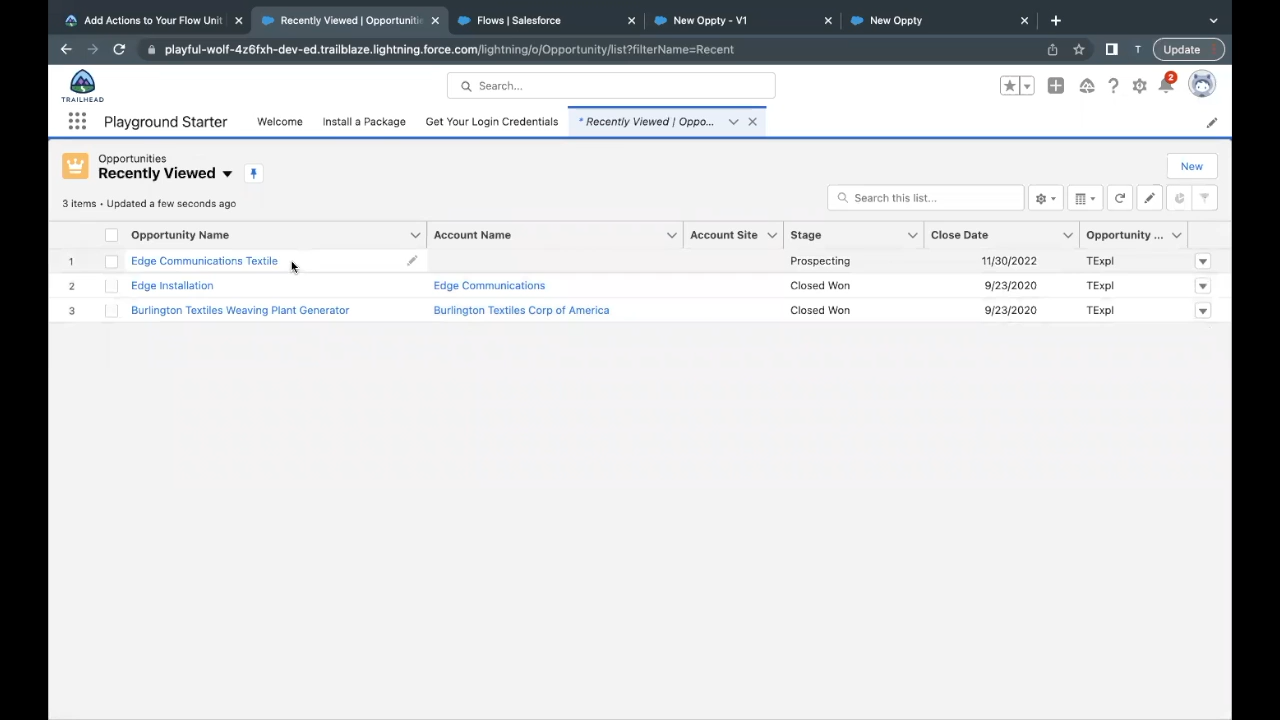 Add Actions to Your Flow Unit
Recently Viewed | Opportunitie
Flows | Salesforce
New Oppty - V1
New Oppty
playful-wolf-4z6fxh-dev-ed.trailblaze.lightning.force.com/lightning/o/Opportunity/list?filterName=Recent
T
Update
TRAILHEAD
Search...
2
Playground Starter
Welcome
Install a Package
Get Your Login Credentials
* Recently Viewed | Oppo...
Opportunities
Recently Viewed
New
3 items • Updated a few seconds ago
Search this list...
Opportunity Name Account Name Account Site Stage Close Date Opportunity ...
1 Edge Communications Textile Prospecting 11/30/2022 TExpl
2 Edge Installation Edge Communications Closed Won 9/23/2020 TExpl
3 Burlington Textiles Weaving Plant Generator Burlington Textiles Corp of America Closed Won 9/23/2020 TExpl